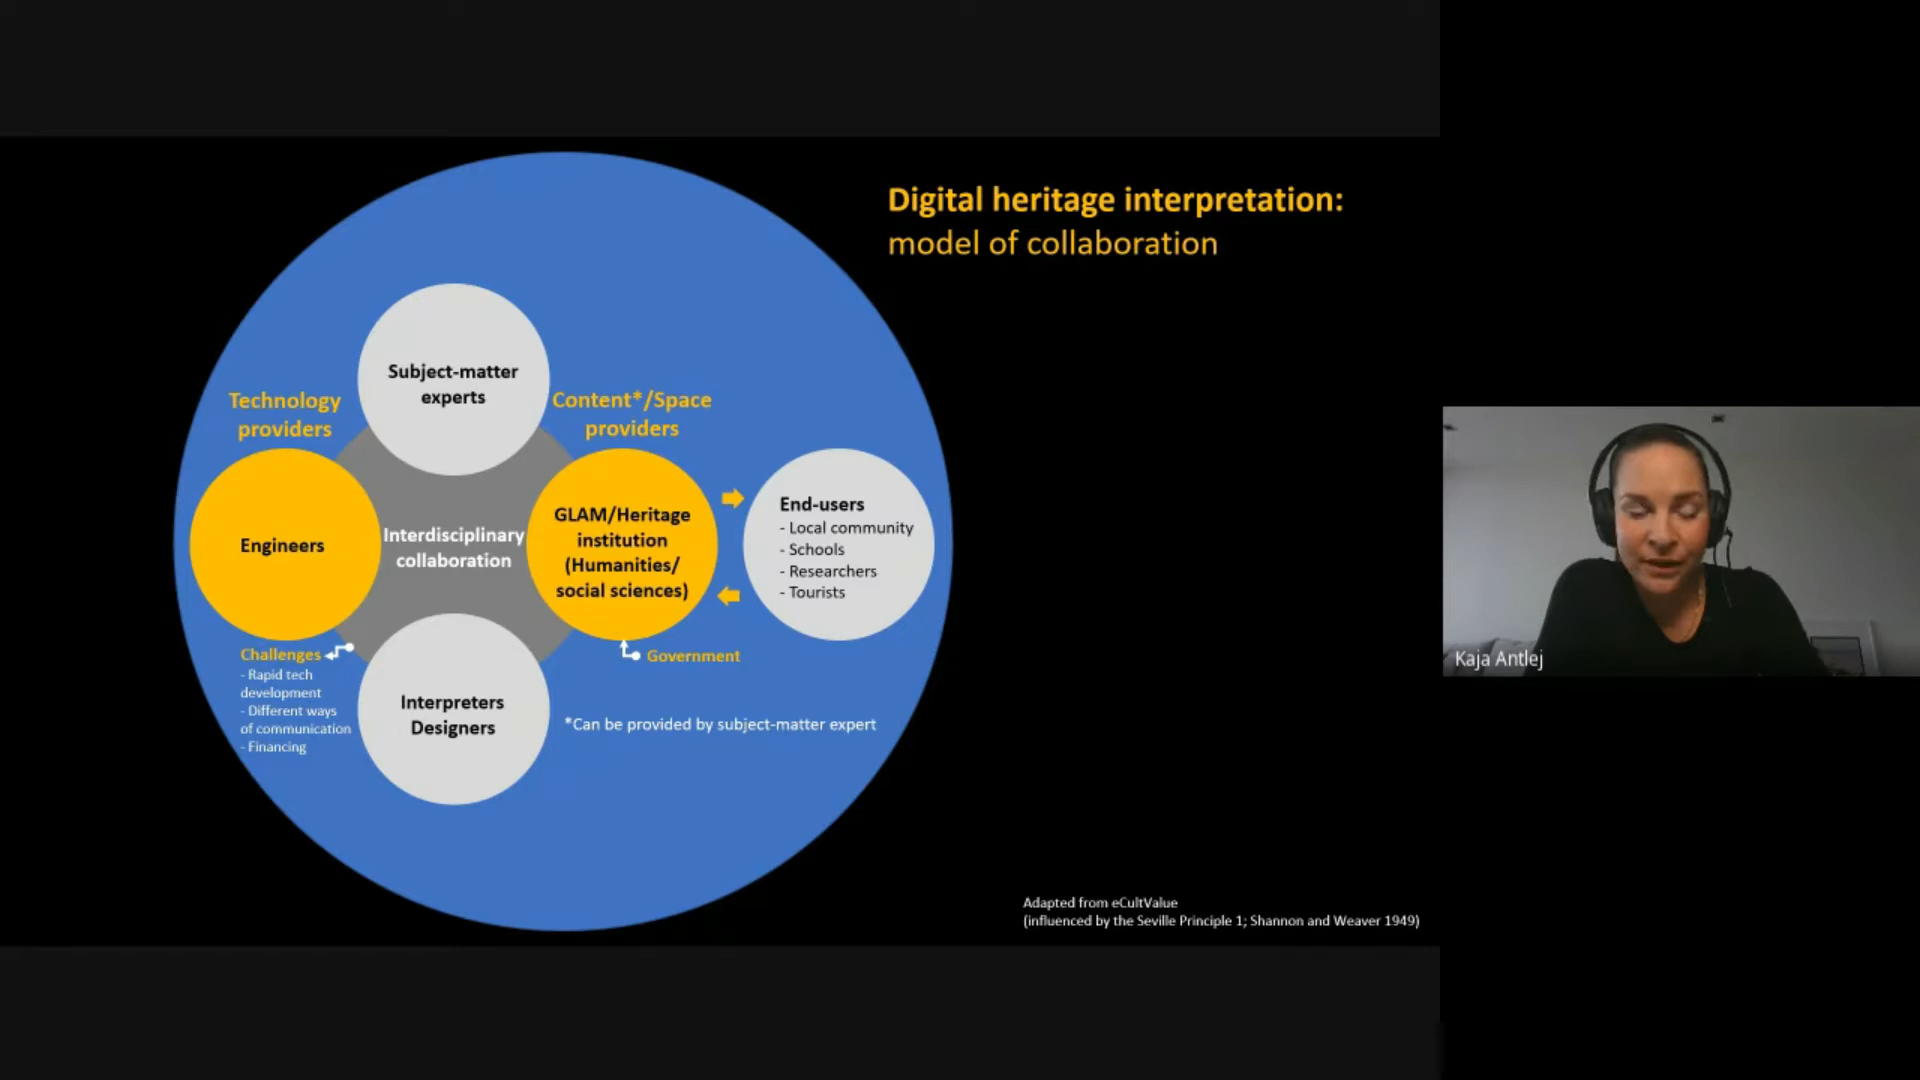 Digital heritage interpretation:
model of collaboration
Subject-matter
experts
Technology
providers
Content*/Space
providers
Engineers
Interdisciplinary
collaboration
GLAM/Heritage
institution
(Humanities/
social sciences)
End-users
- Local community
- Schools
- Researchers
- Tourists
Challenges
- Rapid tech
development
- Different ways
of communication
- Financing
Government
Interpreters
Designers
*Can be provided by subject-matter expert
Adapted from eCultValue
(influenced by the Seville Principle 1; Shannon and Weaver 1949)
Kaja Antlej